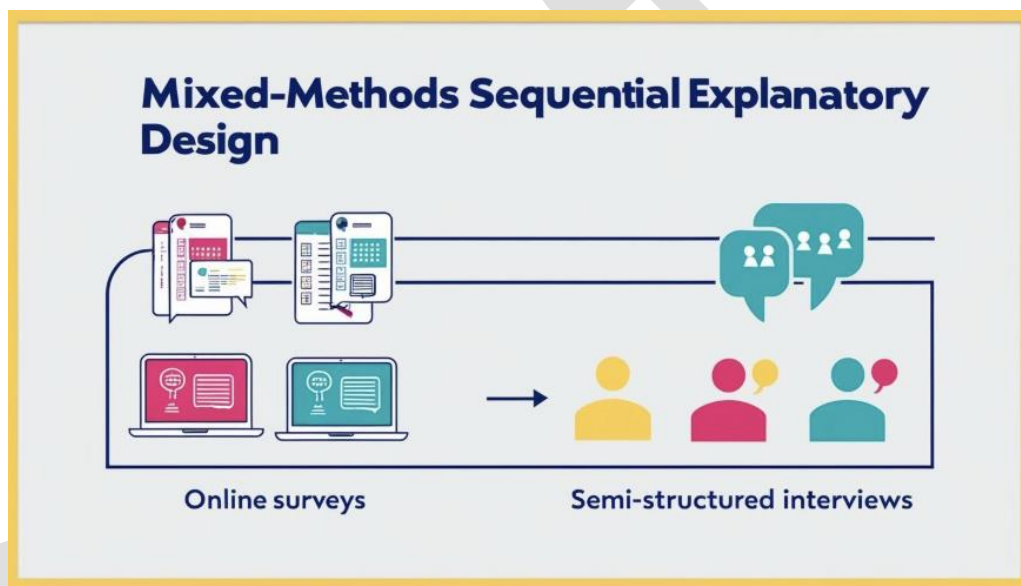 Mixed-Methods Sequential Explanatory
Design
Online surveys
Semi-structured interviews